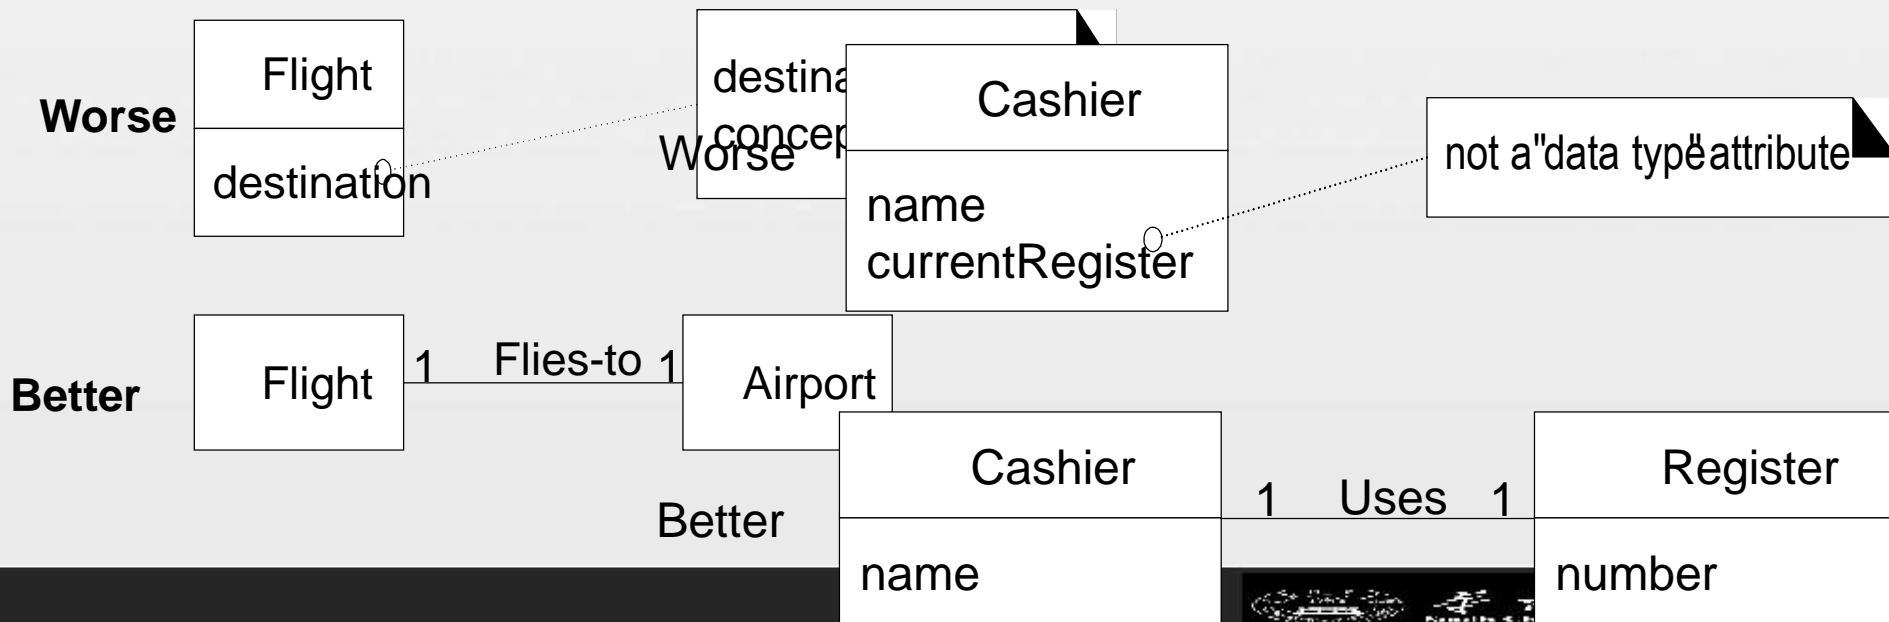 Worse
Flight
destination
Worse
Cashier
name
currentRegister
not a "data type" attribute
Better
Flight
1 Flies-to 1
Airport
Better
Cashier
name
1 Uses 1
Register
number